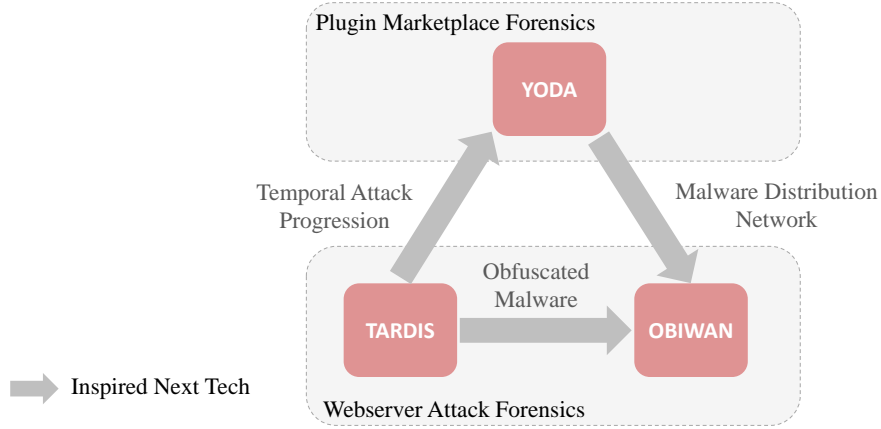 Plugin Marketplace Forensics
YODA
Temporal Attack
Progression
Malware Distribution
Network
Obfuscated
Malware
TARDIS
OBIWAN
Inspired Next Tech
Webserver Attack Forensics